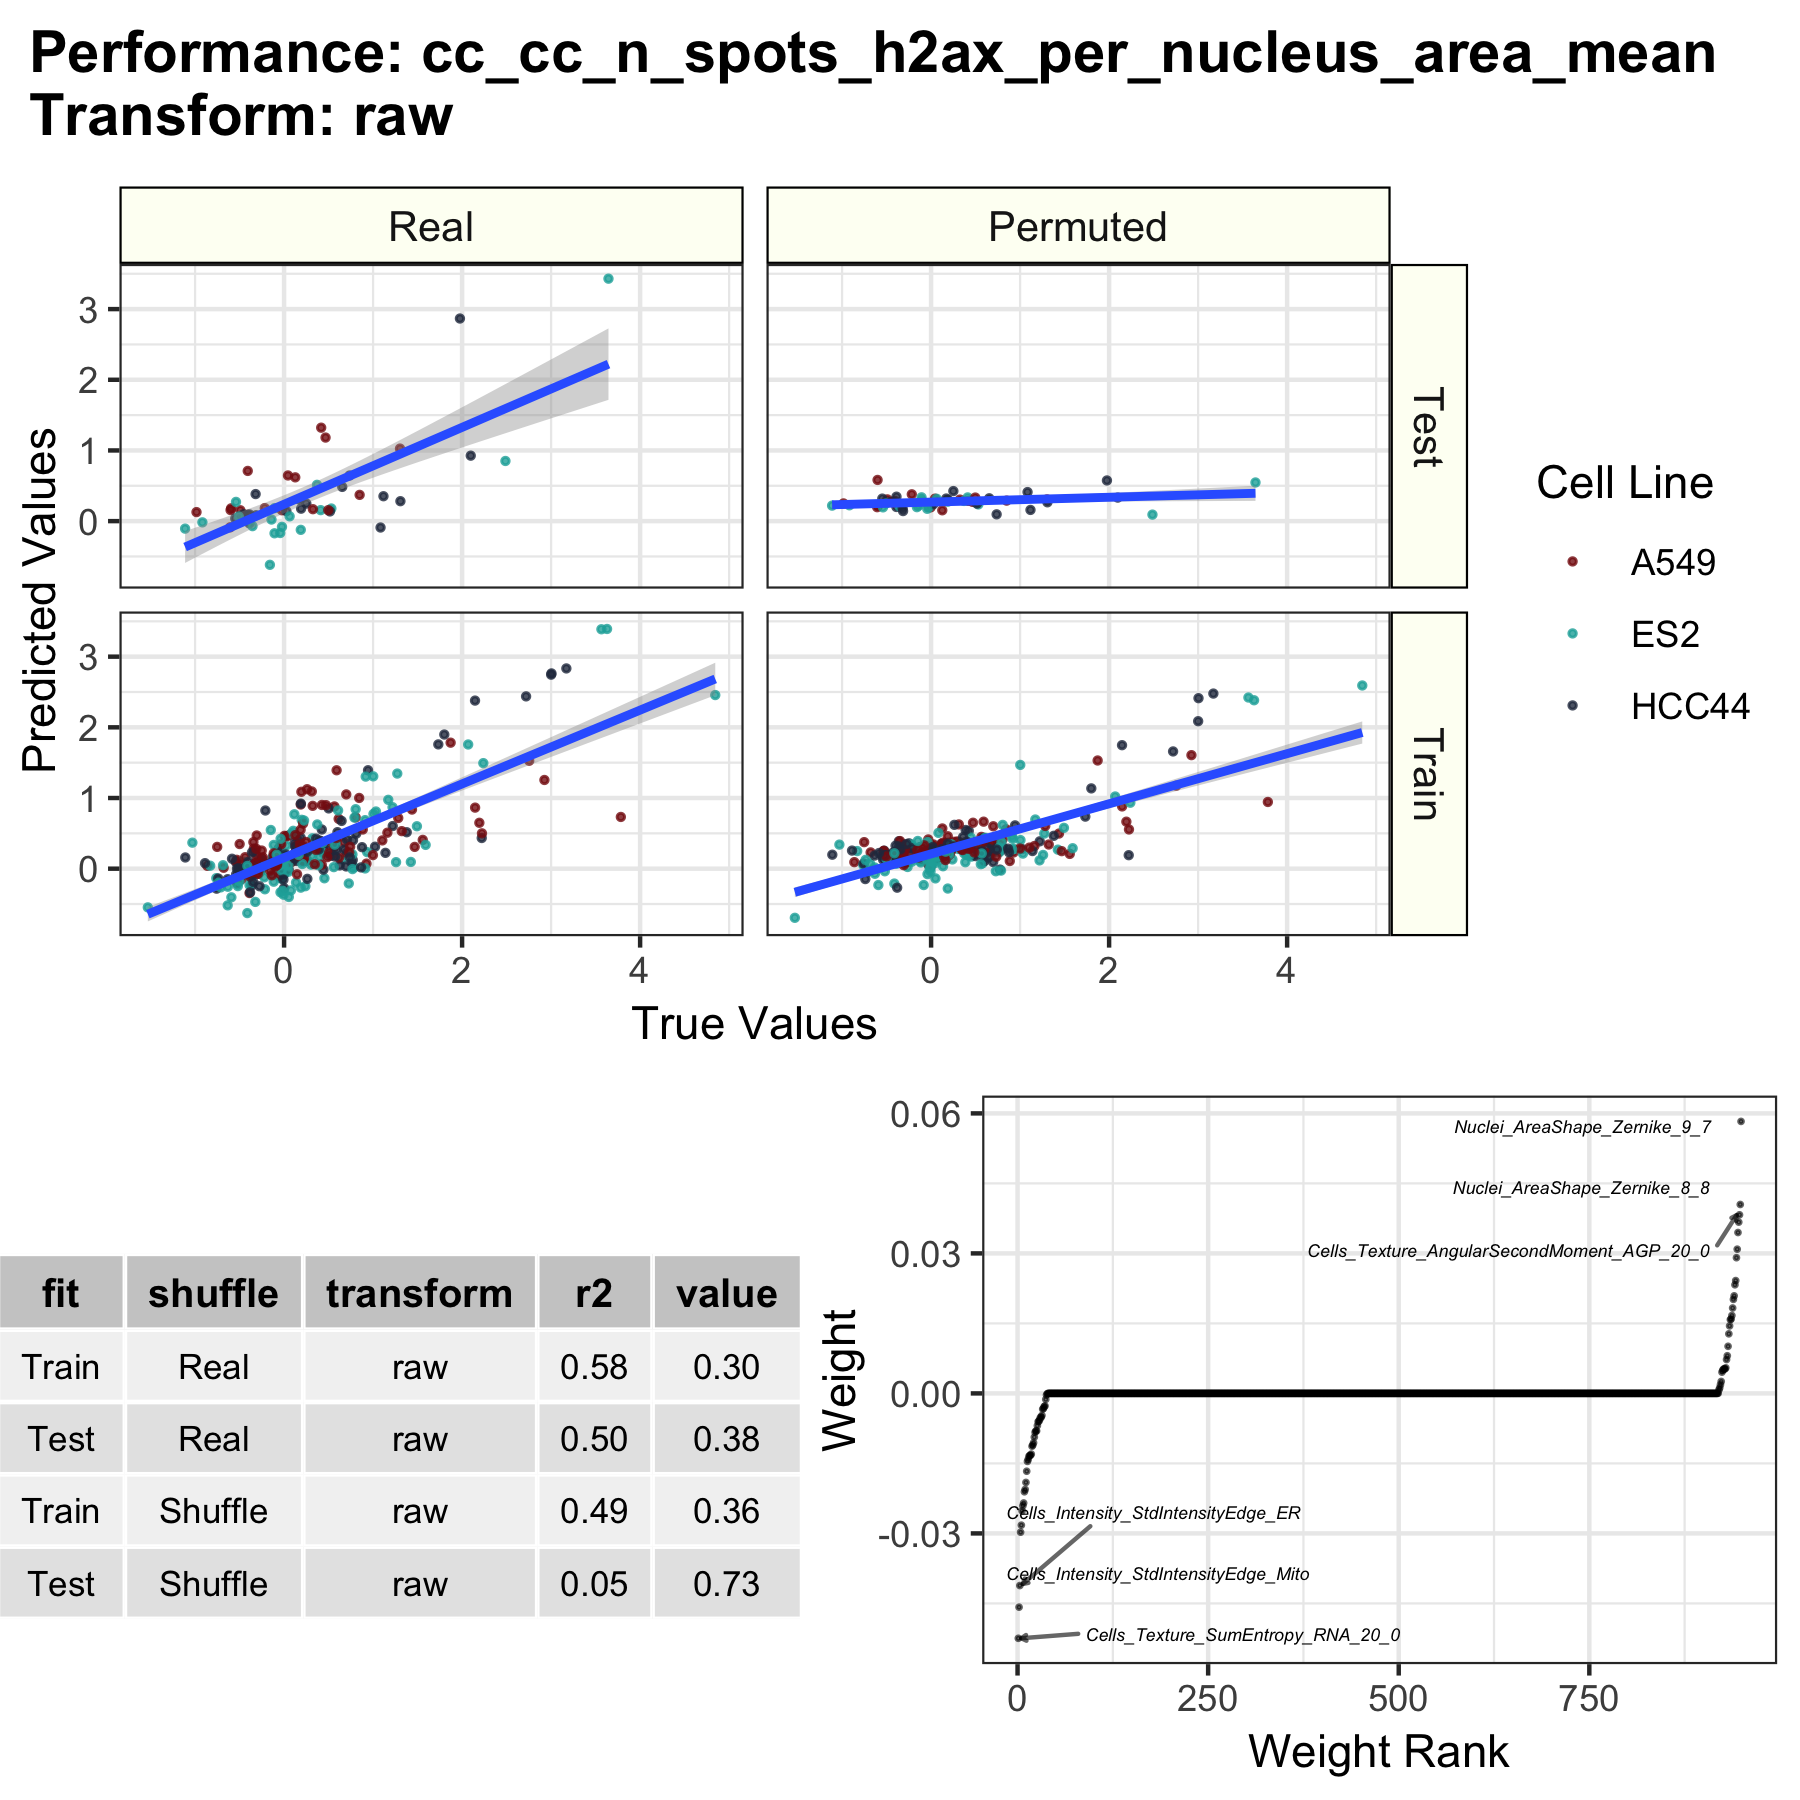 Performance: cc_cc_n_spots_h2ax_per_nucleus_area_mean
Transform: raw
Real
Permuted
3
2
1
0
Test
3
2
1
0
Train
Predicted Values
0
2
4
0
2
4
True Values
Cell Line
A549
ES2
HCC44
fit shuffle transform r2 value
Train Real raw 0.58 0.30
Test Real raw 0.50 0.38
Train Shuffle raw 0.49 0.36
Test Shuffle raw 0.05 0.73
Weight
0.06
0.03
0.00
-0.03
Nuclei_AreaShape_Zernike_9_7
Nuclei_AreaShape_Zernike_8_8
Cells_Texture_AngularSecondMoment_AGP_20_0
Cells_Intensity_StdIntensityEdge_ER
Cells_Intensity_StdIntensityEdge_Mito
Cells_Texture_SumEntropy_RNA_20_0
0
250
500
750
Weight Rank